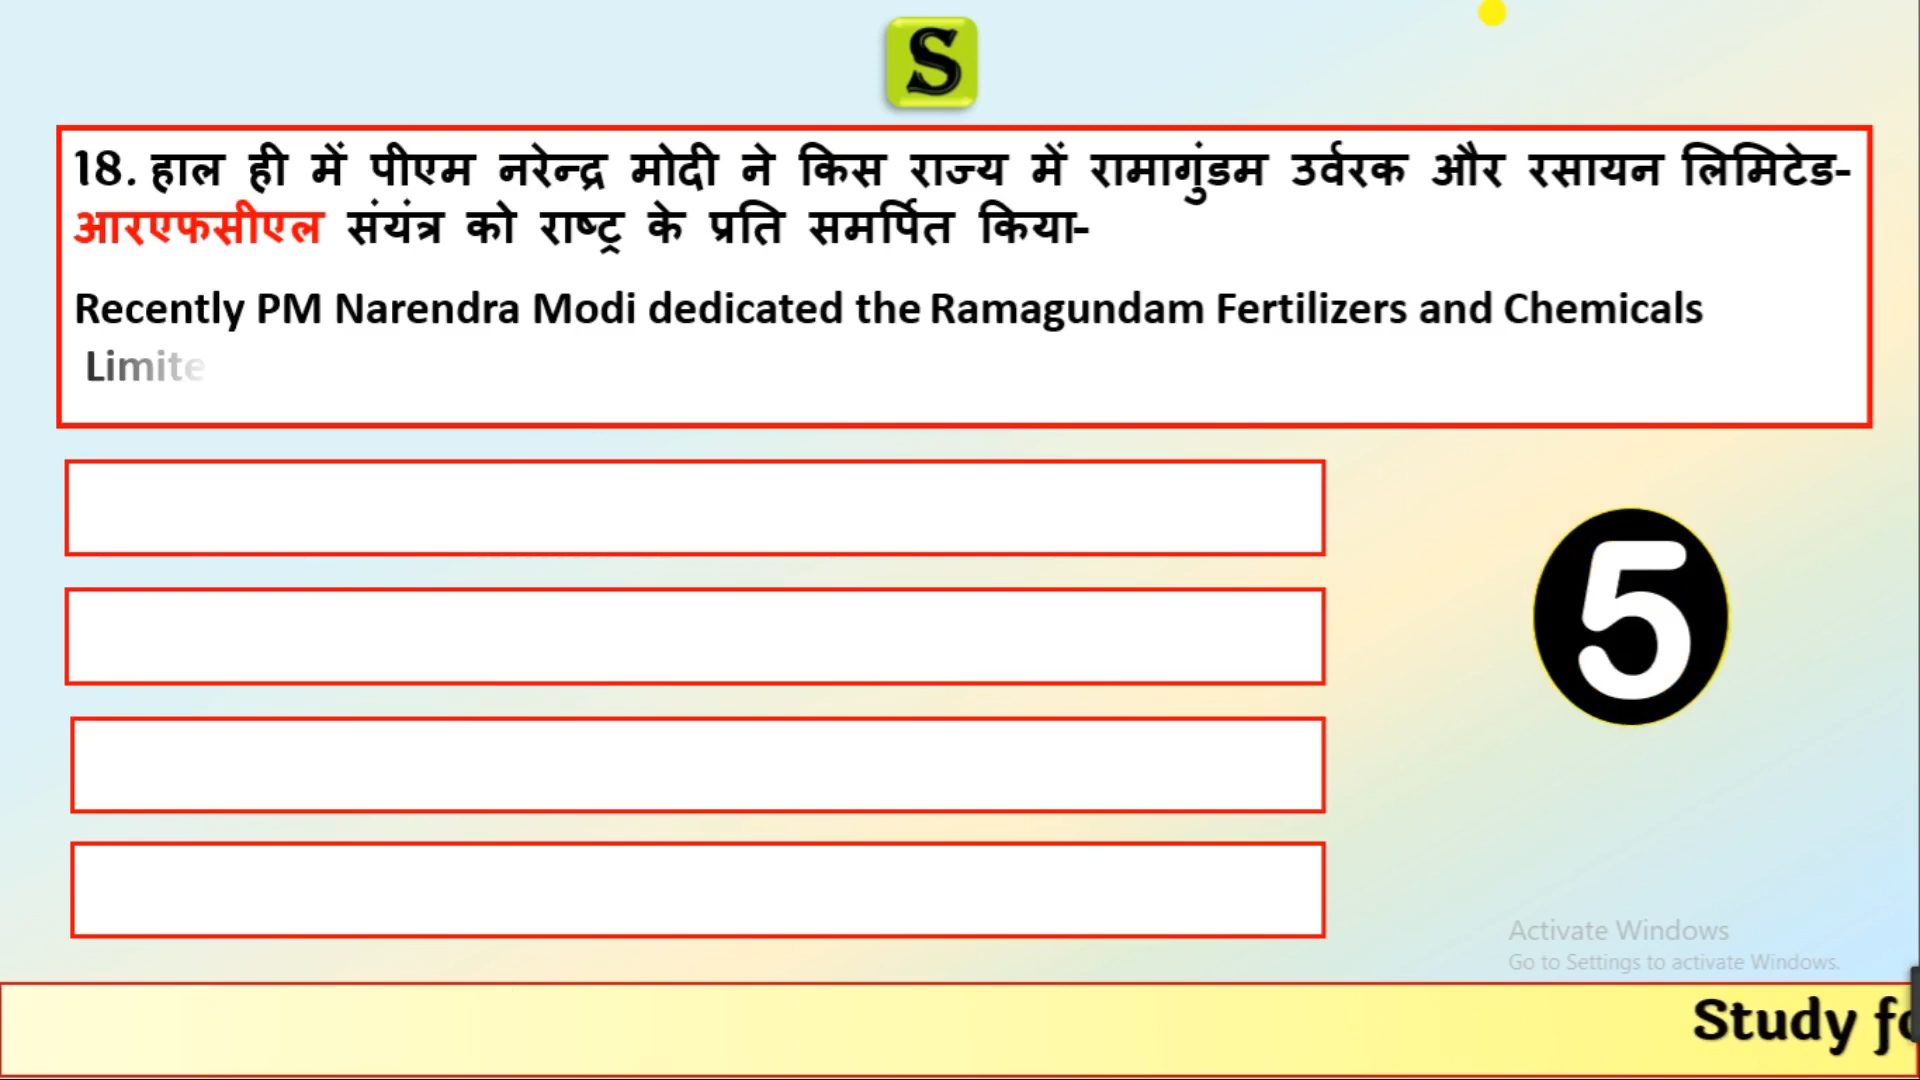 S
18. हाल ही में पीएम नरेन्द्र मोदी ने किस राज्य में रामागुंडम उर्वरक और रसायन लिमिटेड-
आरएफसीएल संयंत्र को राष्ट्र के प्रति समर्पित किया-
Recently PM Narendra Modi dedicated the Ramagundam Fertilizers and Chemicals
Limite
5
Activate Windows
Go to Settings to activate Windows.
Study fo